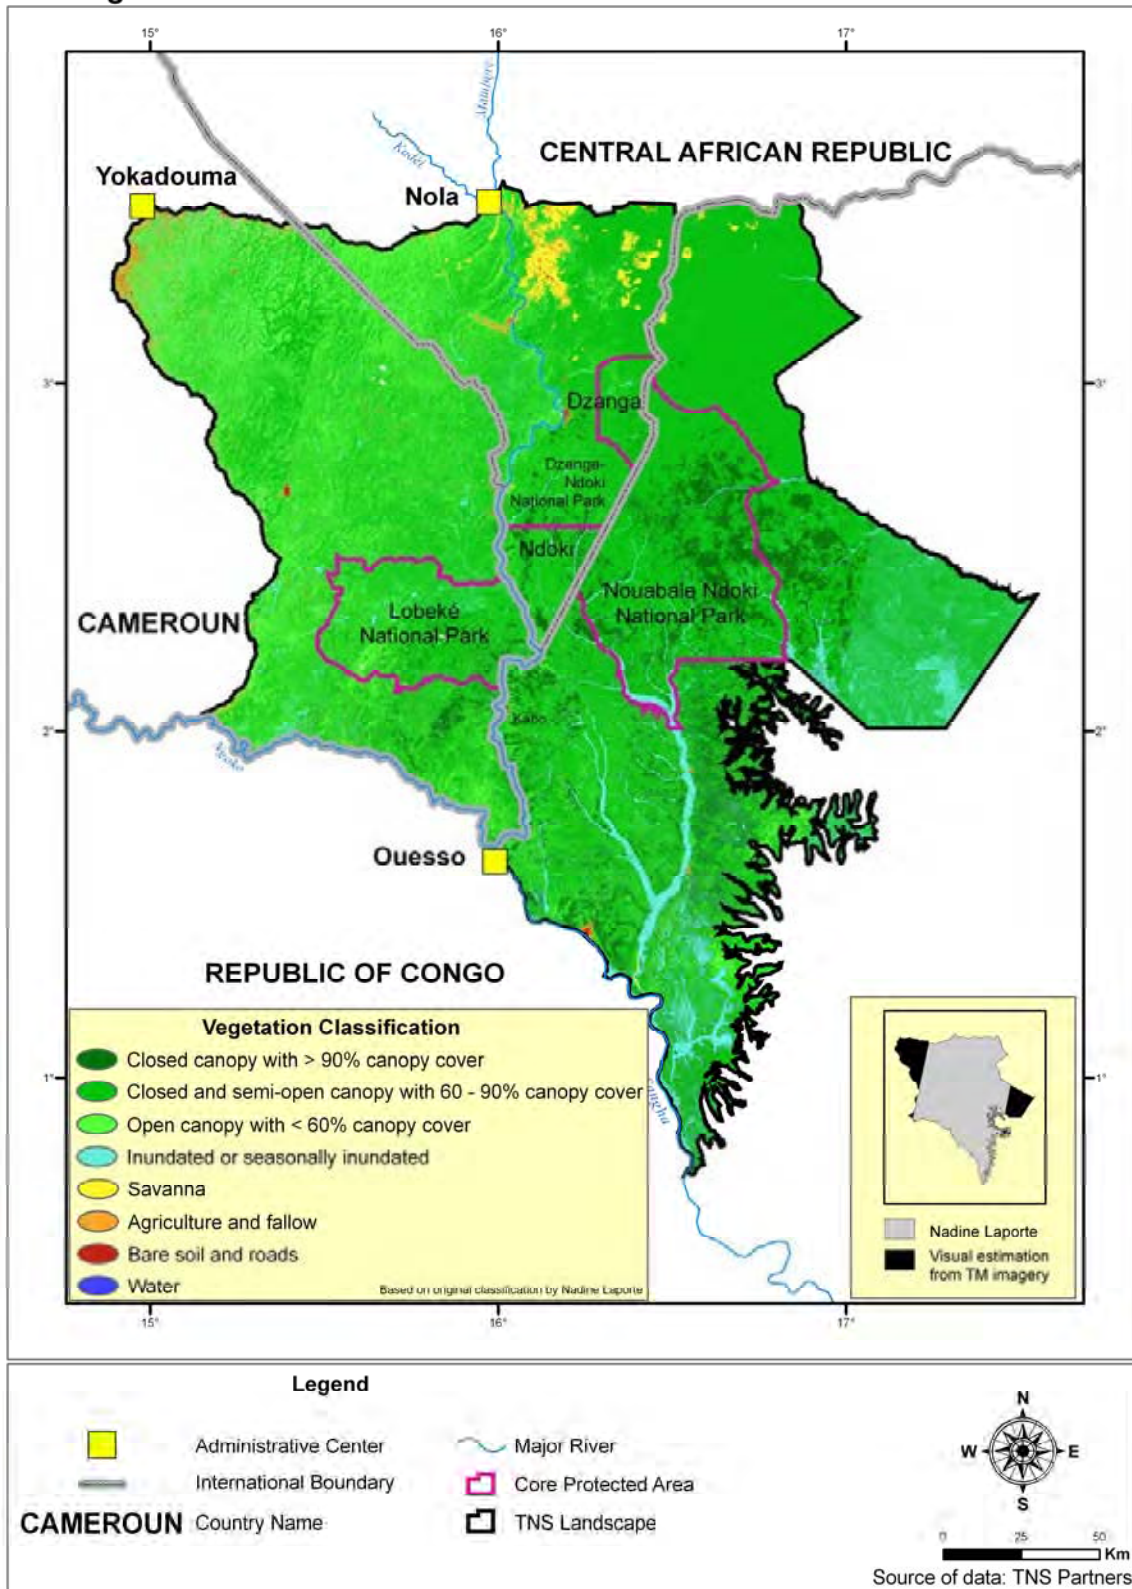 15°
16°
17°
Mambere
Kadéï
CENTRAL AFRICAN REPUBLIC
Yokadouma
Nola
3°
3°
Dzanga
Dzanga-
Ndoki
National Park
Ndoki
Nouabale Ndoki
National Park
Lobeké
National Park
CAMEROUN
Kabo
2°
2°
Ngoko
Ouesso
REPUBLIC OF CONGO
Vegetation Classification
Closed canopy with > 90% canopy cover
Closed and semi-open canopy with 60 - 90% canopy cover
Open canopy with < 60% canopy cover
Inundated or seasonally inundated
Savanna
Agriculture and fallow
Bare soil and roads
Water
Based on original classification by Nadine Laporte
1°
1°
Sangha
Nadine Laporte
Visual estimation
from TM imagery
15°
16°
17°
Legend
Administrative Center
International Boundary
CAMEROUN Country Name
Major River
Core Protected Area
TNS Landscape
N
W
E
S
0 25 50
Km
Source of data: TNS Partners